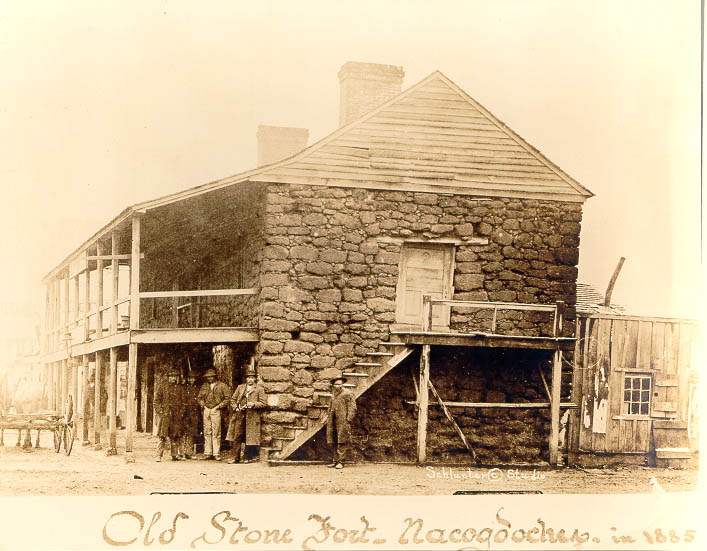 Schlueter © Studio
Old Stone Fort - Nacogdoches. in 1885